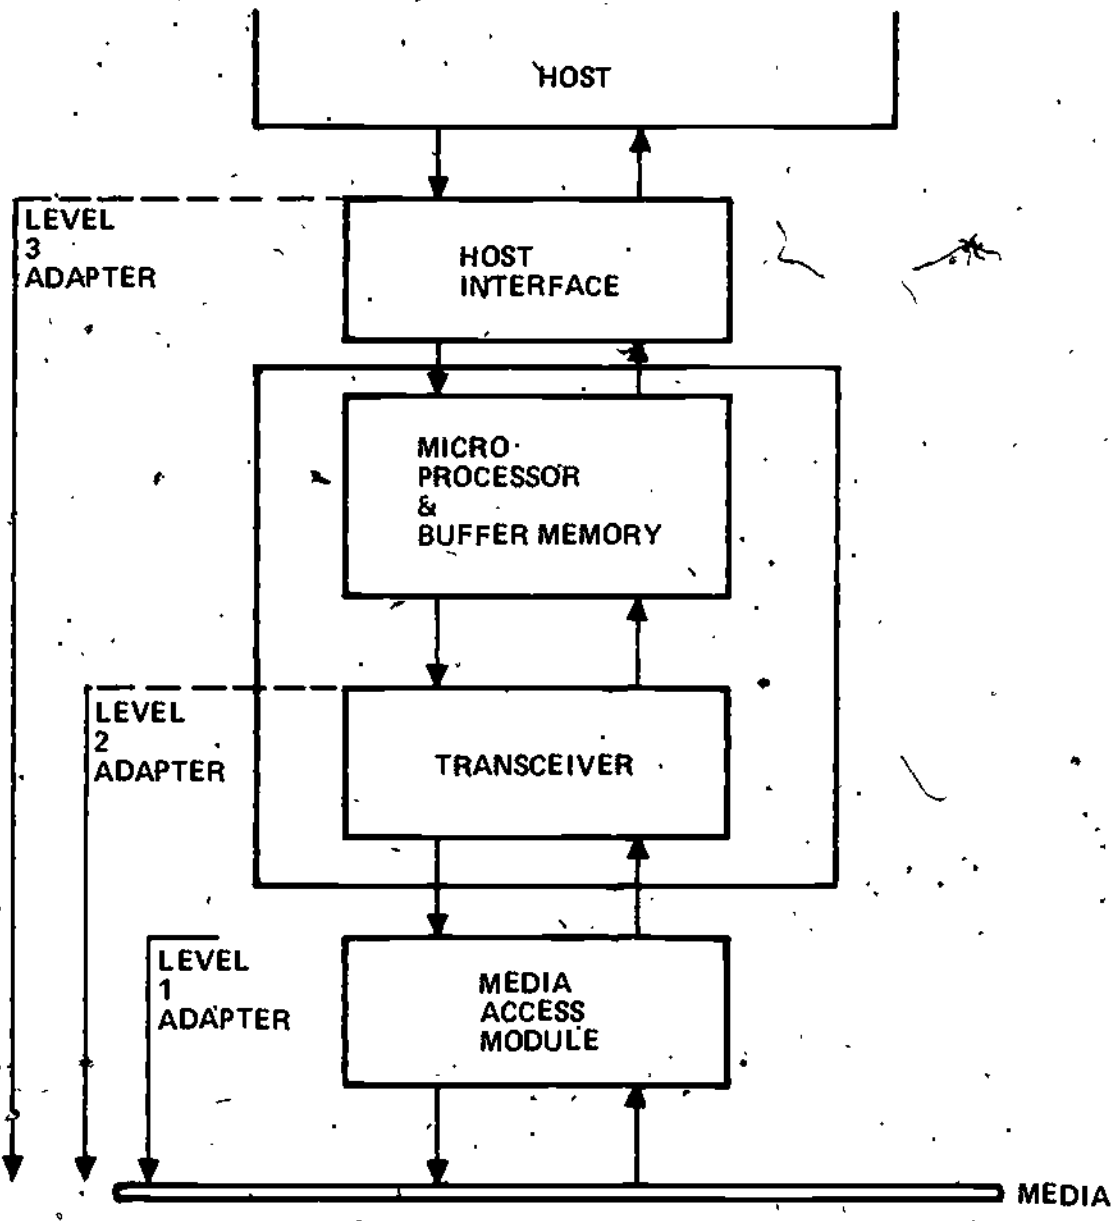 HOST
LEVEL
3
ADAPTER
HOST
INTERFACE
MICRO-
PROCESSOR
&
BUFFER MEMORY
LEVEL
2
ADAPTER
TRANSCEIVER
LEVEL
1
ADAPTER
MEDIA
ACCESS
MODULE
MEDIA